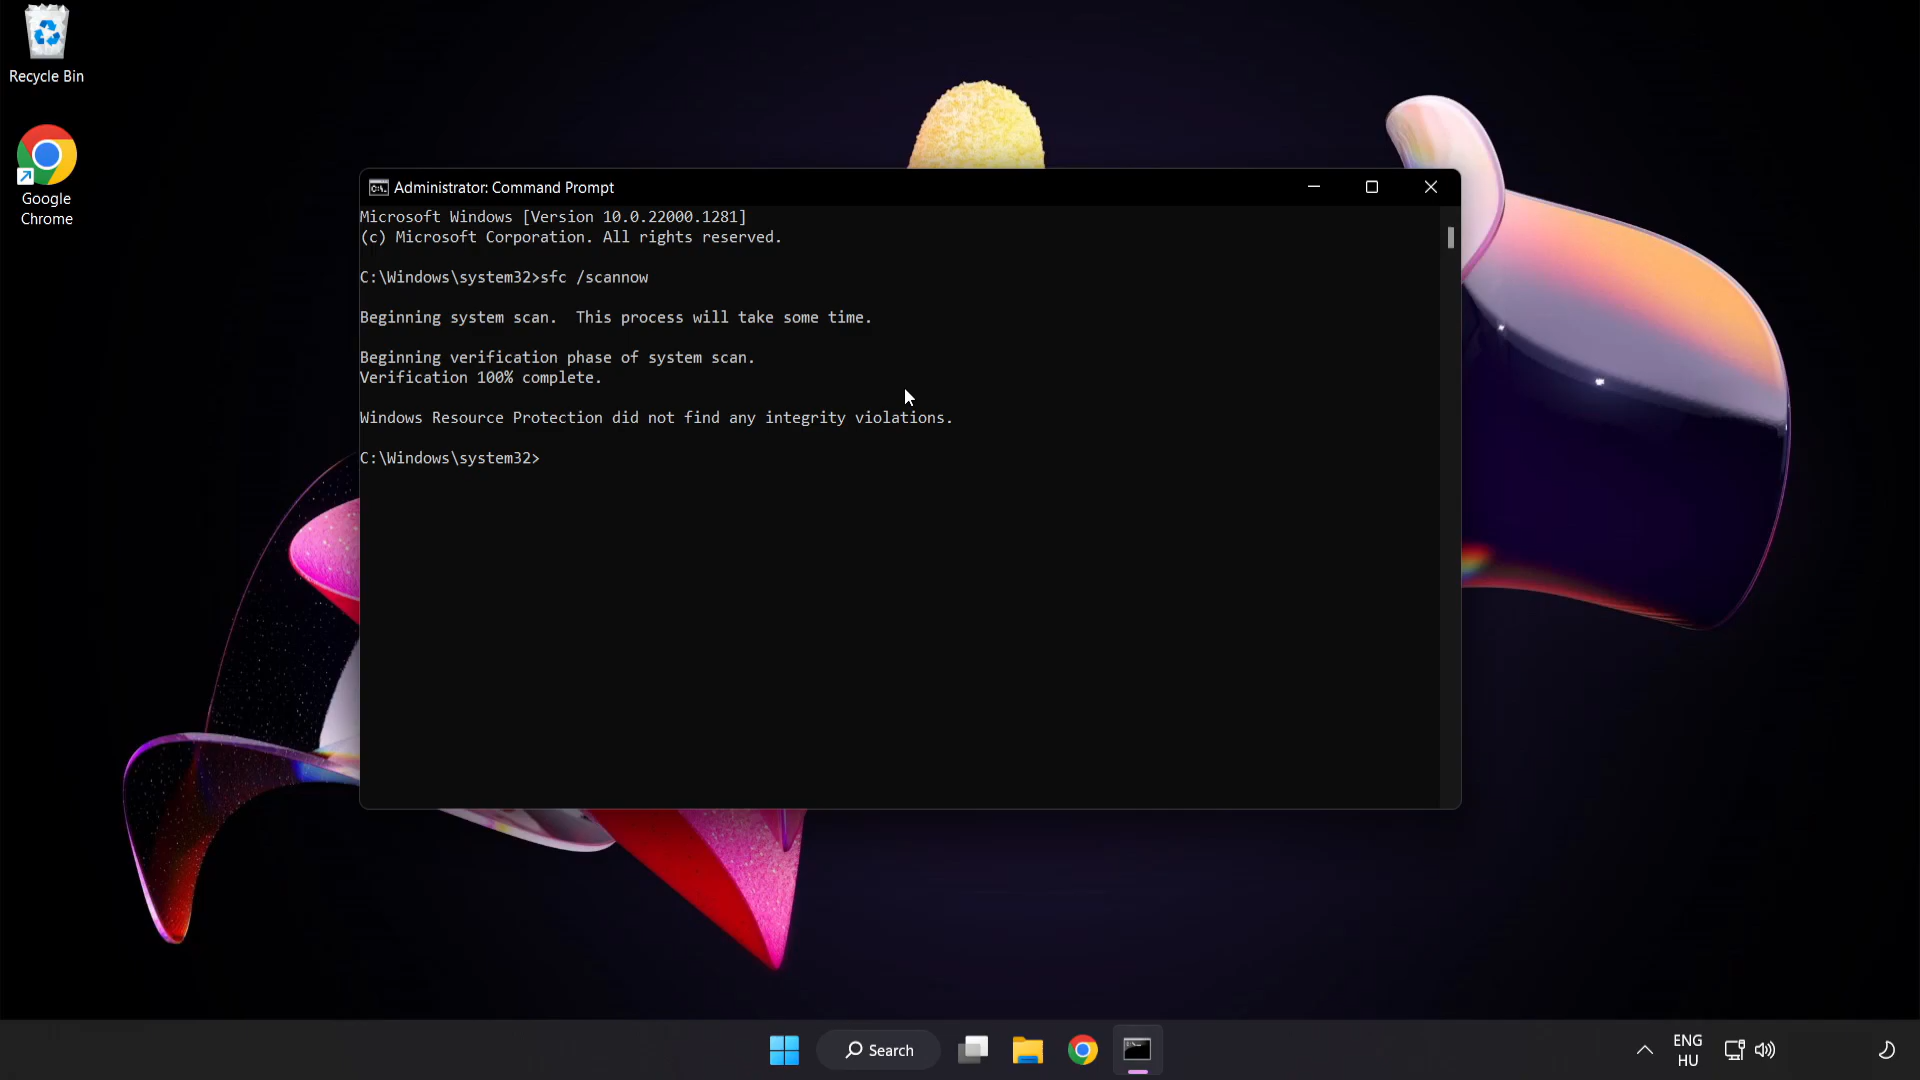 Recycle Bin
Google
Chrome
Administrator: Command Prompt
Microsoft Windows [Version 10.0.22000.1281]
(c) Microsoft Corporation. All rights reserved.
C:\Windows\system32>sfc /scannow
Beginning system scan.  This process will take some time.
Beginning verification phase of system scan.
Verification 100% complete.
Windows Resource Protection did not find any integrity violations.
C:\Windows\system32>
Search
ENG
HU